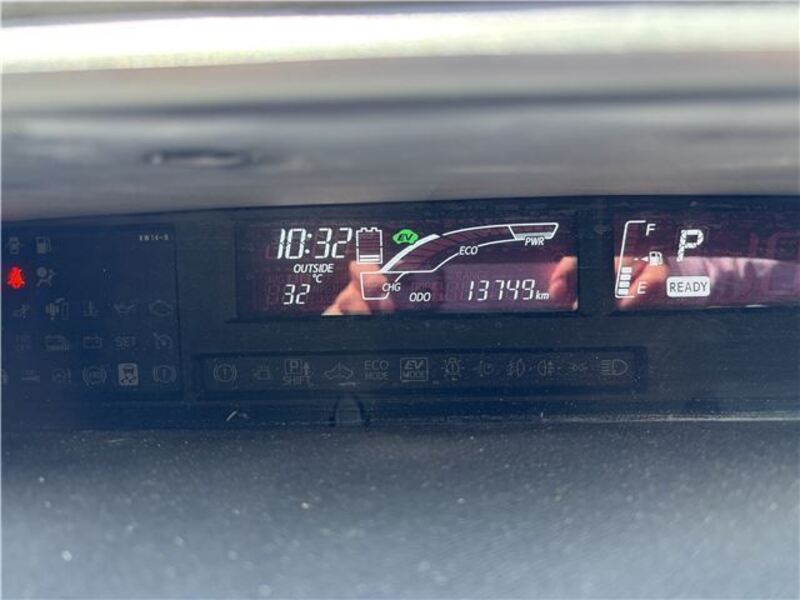 10:32
OUTSIDE
°C
32
EV
ECO
PWR
CHG
ODO 13749 km
F
E
P
READY
SET
P
SHIFT
ECO
MODE
EV
MODE